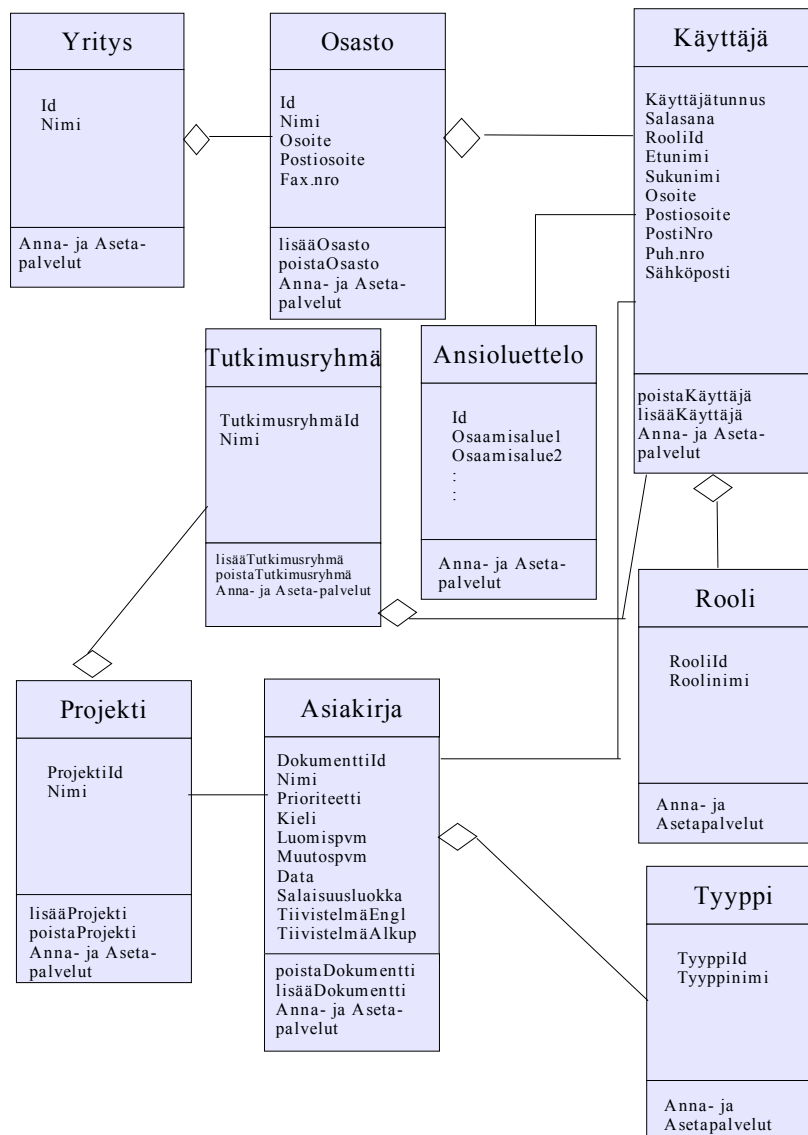 Yritys
Id
Nimi
Anna- ja Aseta-
palvelut
Osasto
Id
Nimi
Osoite
Postiosoite
Fax.nro
lisääOsasto
poistaOsasto
Anna- ja Aseta-
palvelut
Käyttäjä
Käyttäjätunnus
Salasana
RooliId
Etunimi
Sukunimi
Osoite
Postiosoite
PostiNro
Puh.nro
Sähköposti
poistaKäyttäjä
lisääKäyttäjä
Anna- ja Aseta-
palvelut
Tutkimusryhmä
TutkimusryhmäId
Nimi
lisääTutkimusryhmä
poistaTutkimusryhmä
Anna- ja Aseta-palvelut
Ansioluettelo
Id
Osaamisalue1
Osaamisalue2
:
:
Anna- ja Aseta-
palvelut
Rooli
RooliId
Roolinimi
Anna- ja
Asetapalvelut
Projekti
ProjektiId
Nimi
lisääProjekti
poistaProjekti
Anna- ja Aseta-
palvelut
Asiakirja
DokumenttiId
Nimi
Prioriteetti
Kieli
Luomispvm
Muutospvm
Data
Salaisuusluokka
TiivistelmäEngl
TiivistelmäAlkup
poistaDokumentti
lisääDokumentti
Anna- ja Aseta-
palvelut
Tyyppi
TyyppiId
Tyyppinimi
Anna- ja
Asetapalvelut